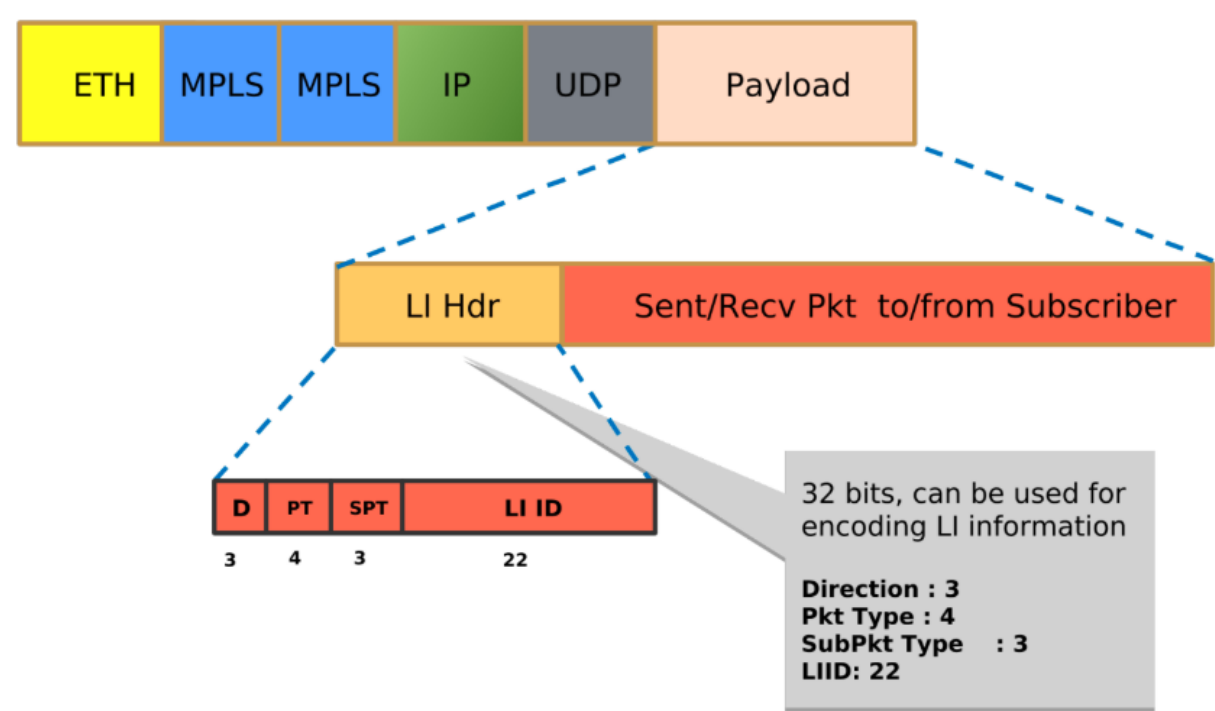 ETH MPLS MPLS IP UDP Payload
LI Hdr Sent/Recv Pkt to/from Subscriber
D PT SPT LI ID
3 4 3 22
32 bits, can be used for
encoding LI information
Direction : 3
Pkt Type : 4
SubPkt Type : 3
LIID: 22